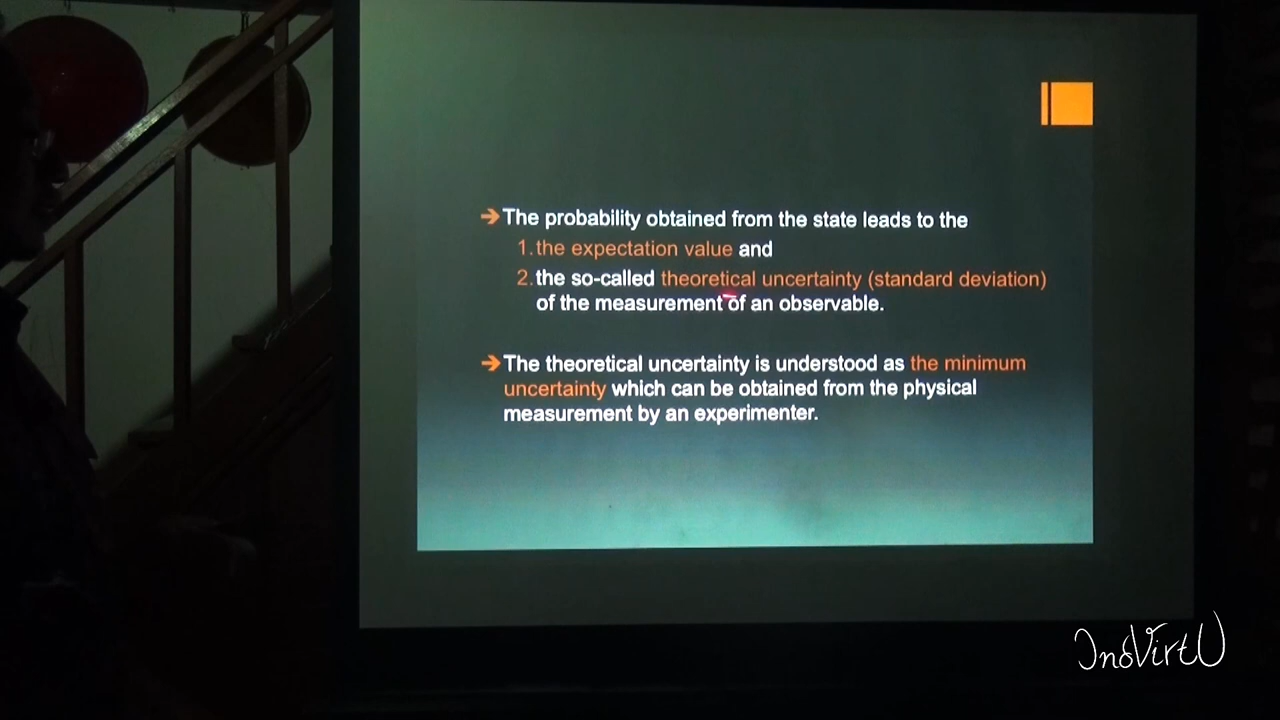 ➔ The probability obtained from the state leads to the
1. the expectation value and
2. the so-called theoretical uncertainty (standard deviation)
of the measurement of an observable.
➔ The theoretical uncertainty is understood as the minimum
uncertainty which can be obtained from the physical
measurement by an experimenter.
InoVirtU